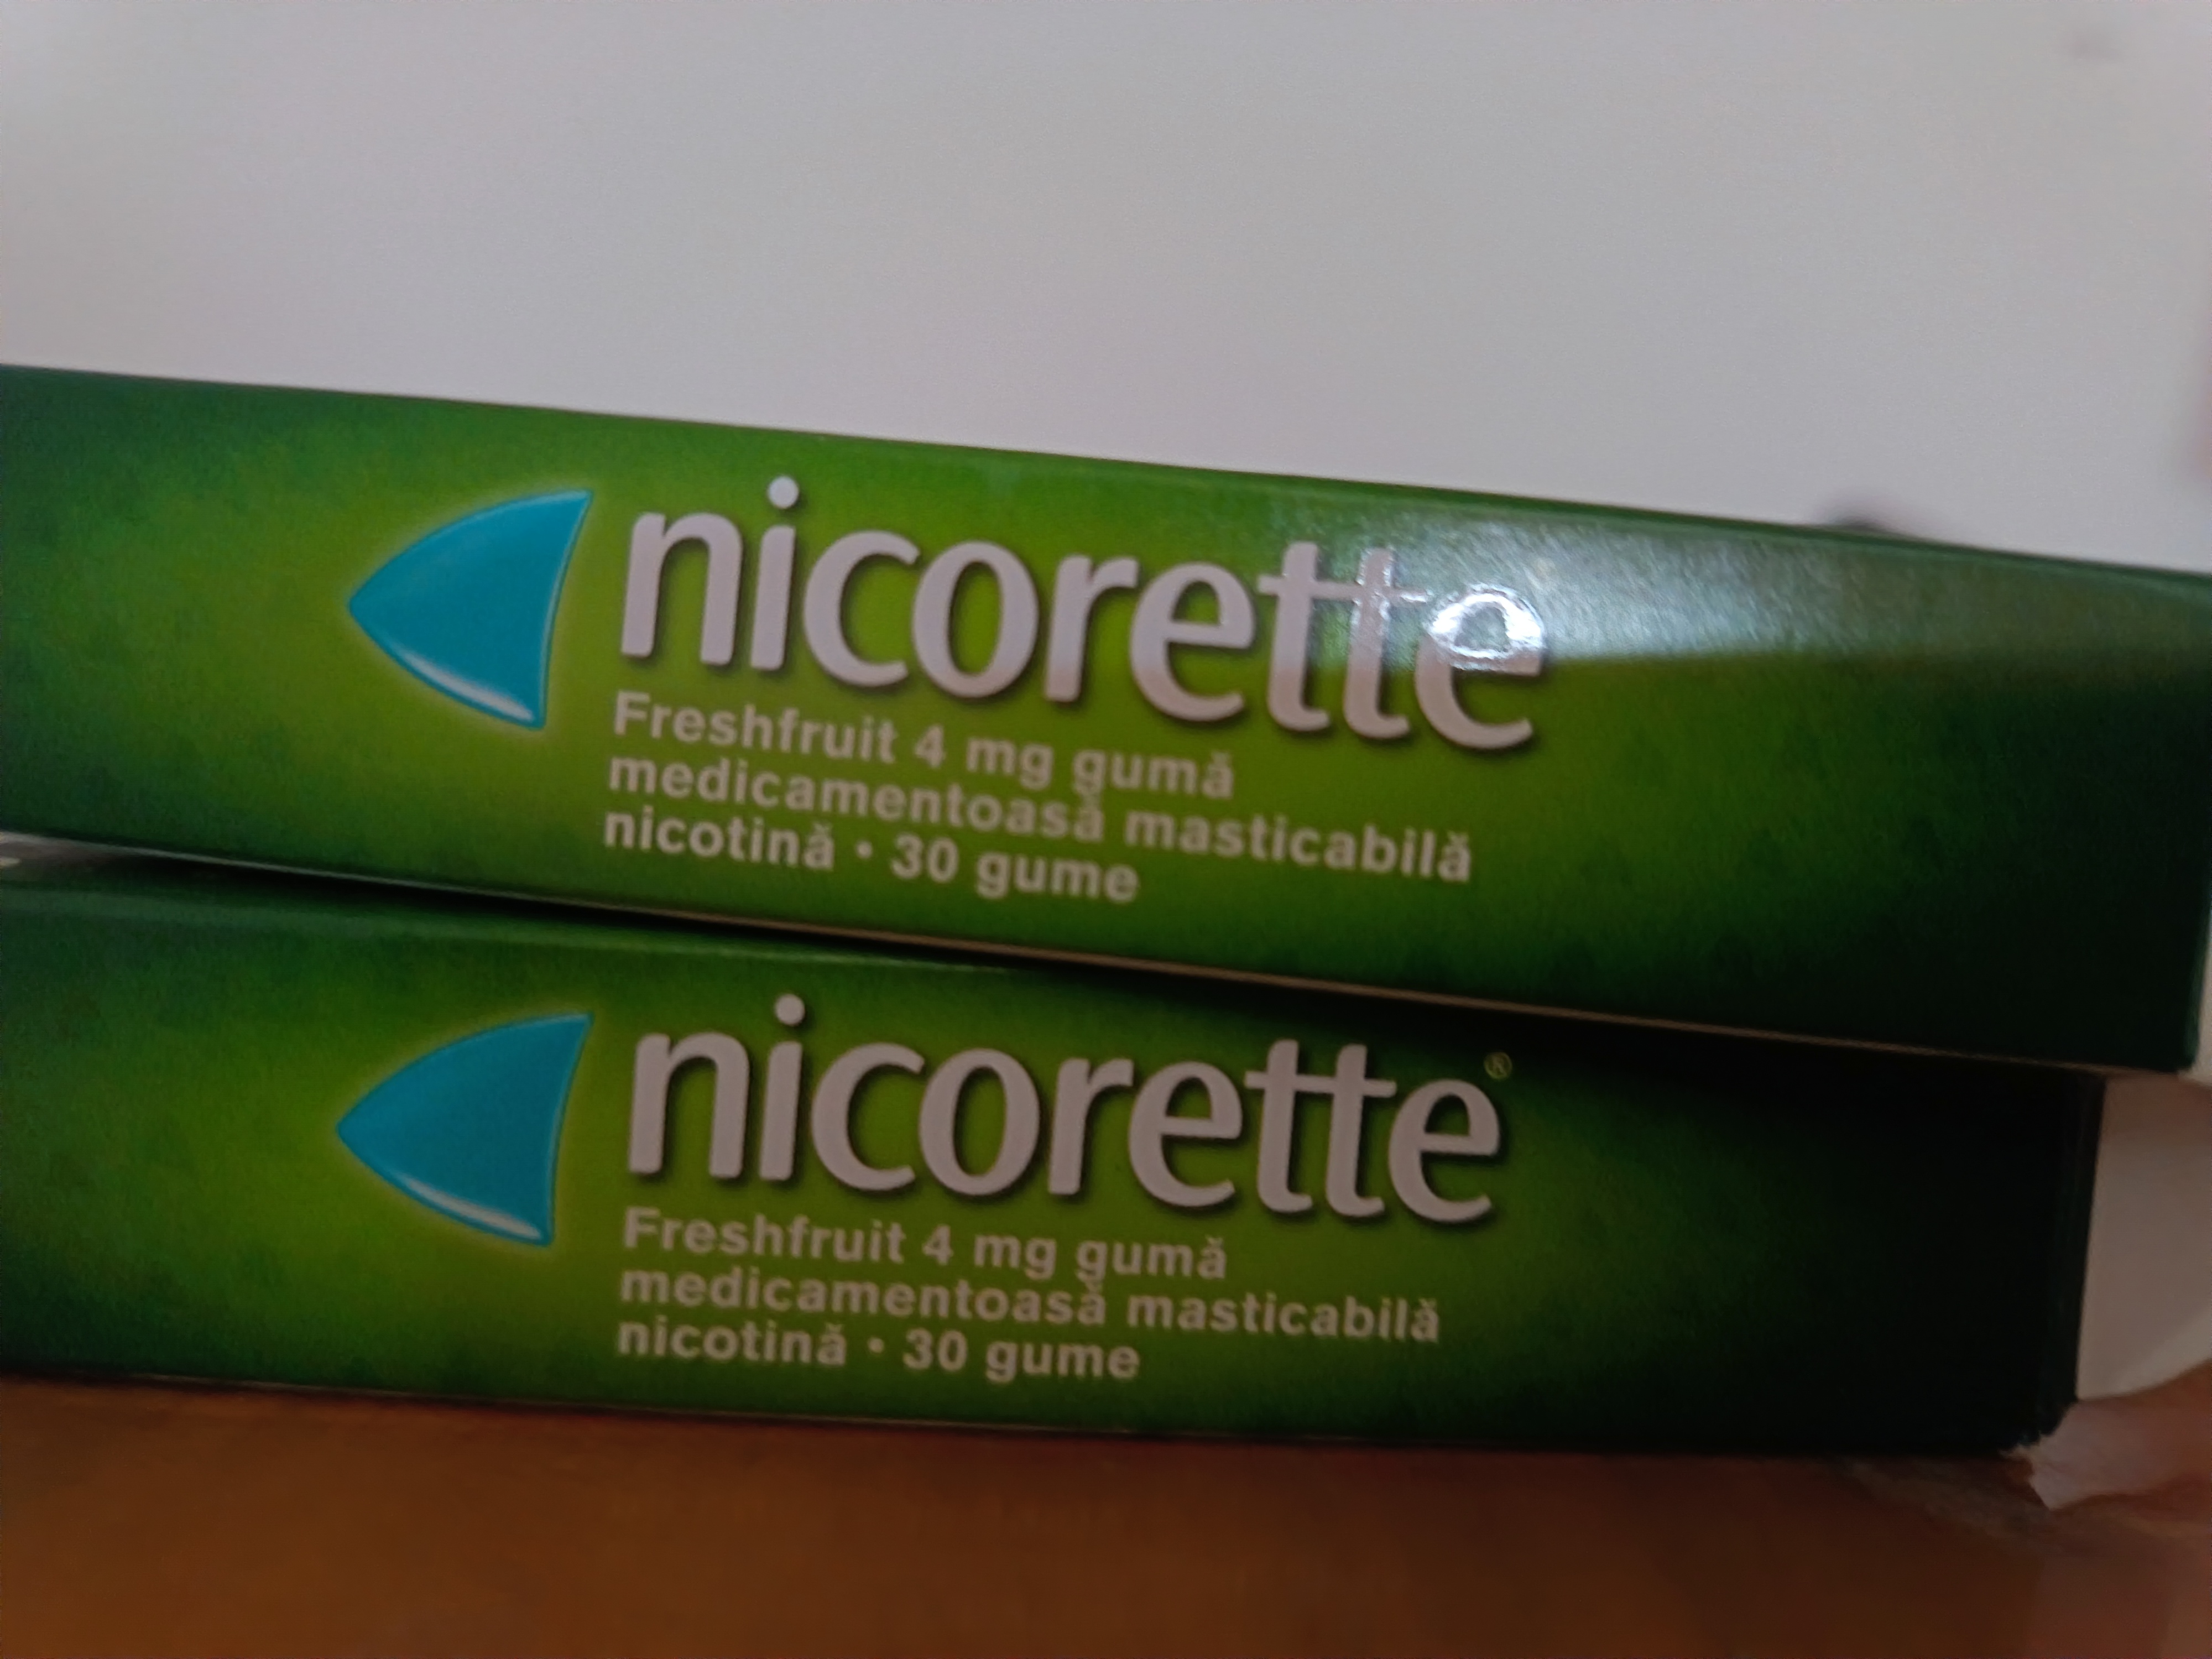 nicorette
Freshfruit 4 mg gumă
medicamentoasă masticabilă
nicotină • 30 gume
nicorette®
Freshfruit 4 mg gumă
medicamentoasă masticabilă
nicotină • 30 gume